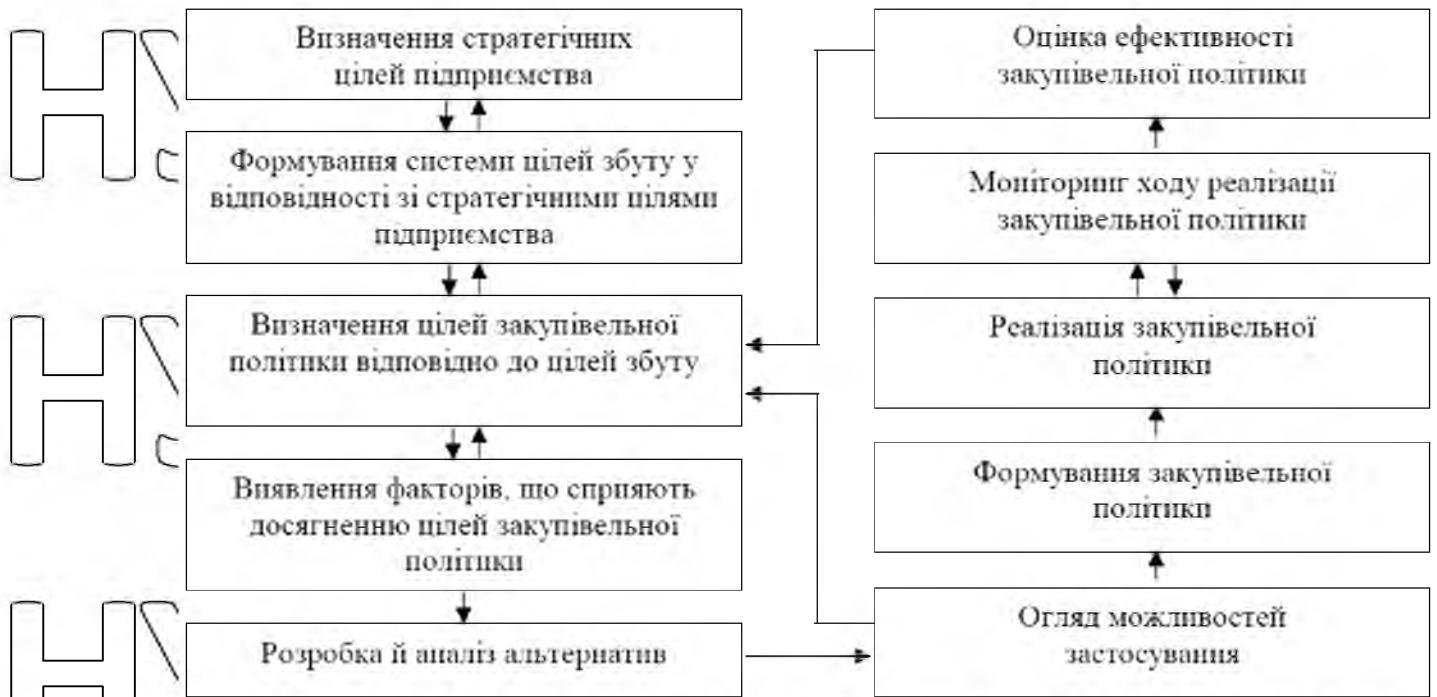 Визначення стратегічних
цілей підприємства
Формування системи цілей збуту у
відповідності зі стратегічними цілями
підприємства
Визначення цілей закупівельної
політики відповідно до цілей збуту
Виявлення факторів, що сприяють
досягненню цілей закупівельної
політики
Розробка й аналіз альтернатив
Оцінка ефективності
закупівельної політики
Моніторинг ходу реалізації
закупівельної політики
Реалізація закупівельної
політики
Формування закупівельної
політики
Огляд можливостей
застосування